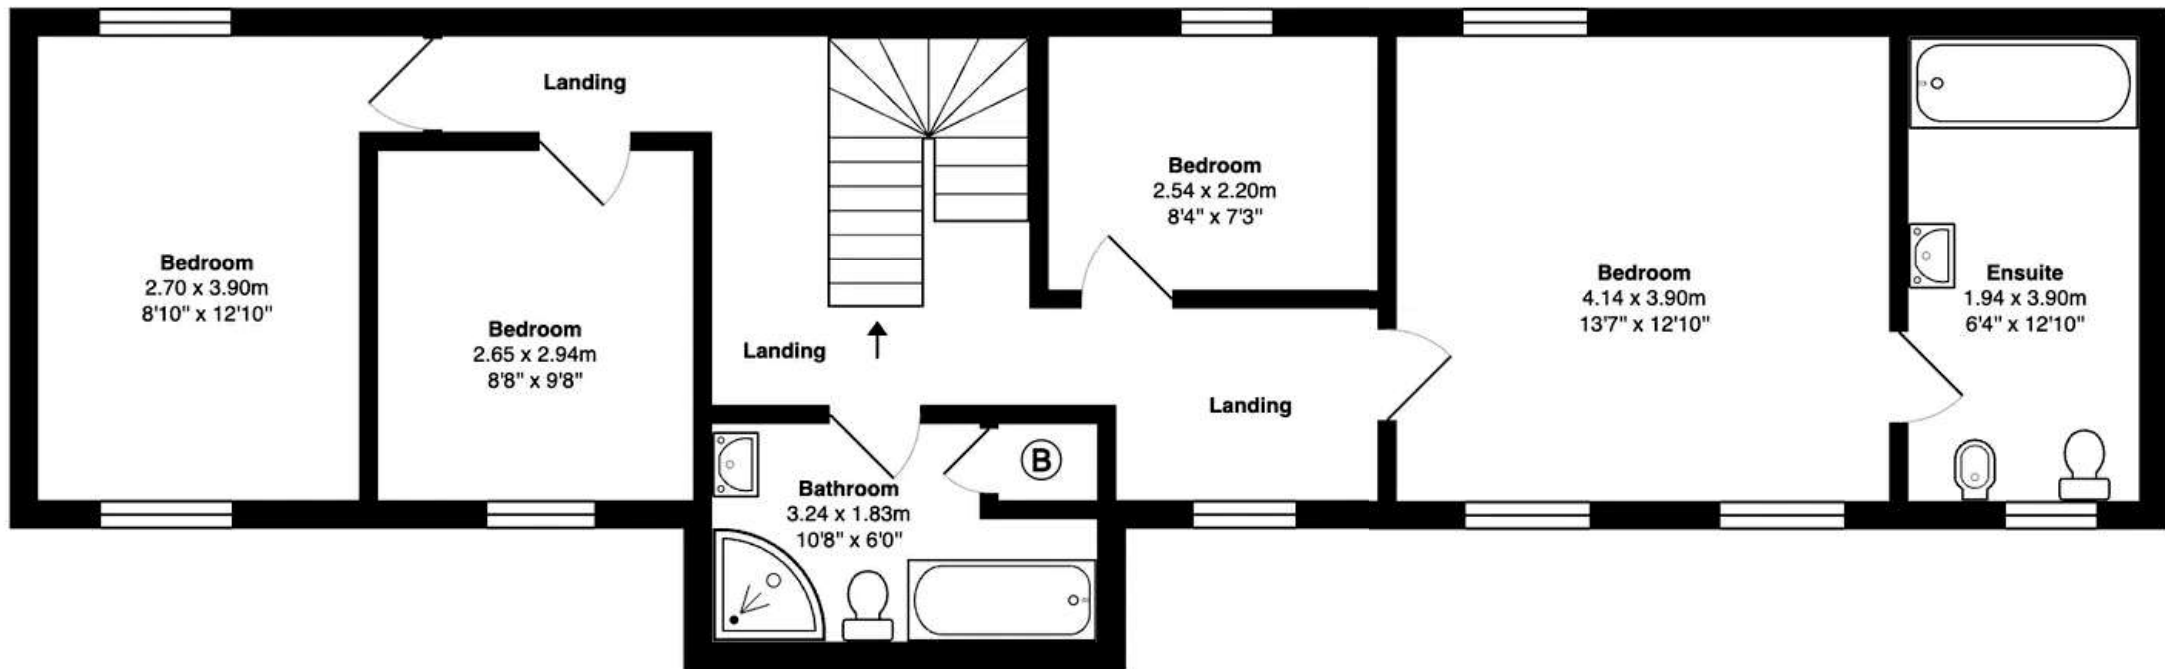 Landing
Bedroom
2.70 x 3.90m
8'10" x 12'10"
Bedroom
2.65 x 2.94m
8'8" x 9'8"
Landing
Bedroom
2.54 x 2.20m
8'4" x 7'3"
Landing
Bathroom
3.24 x 1.83m
10'8" x 6'0"
B
Bedroom
4.14 x 3.90m
13'7" x 12'10"
Ensuite
1.94 x 3.90m
6'4" x 12'10"